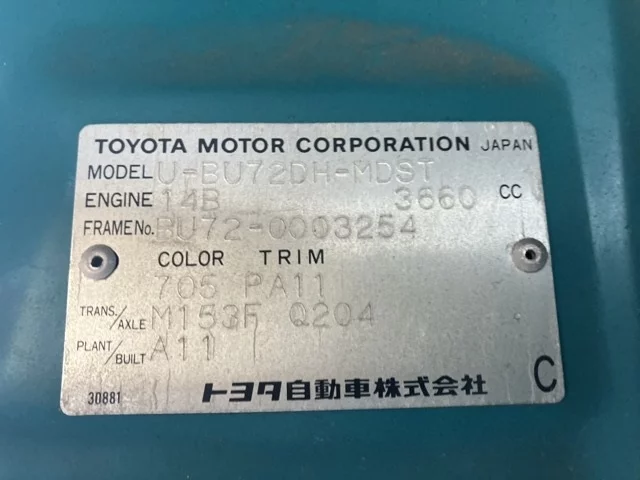 TOYOTA MOTOR CORPORATION JAPAN
MODEL U-BU72DH-MDST
ENGINE 14B 3660 CC
FRAME No. BU72-0003254
COLOR TRIM
705 PA11
TRANS./AXLE M153F Q204
PLANT/BUILT A11
30881 トヨタ自動車株式会社 C